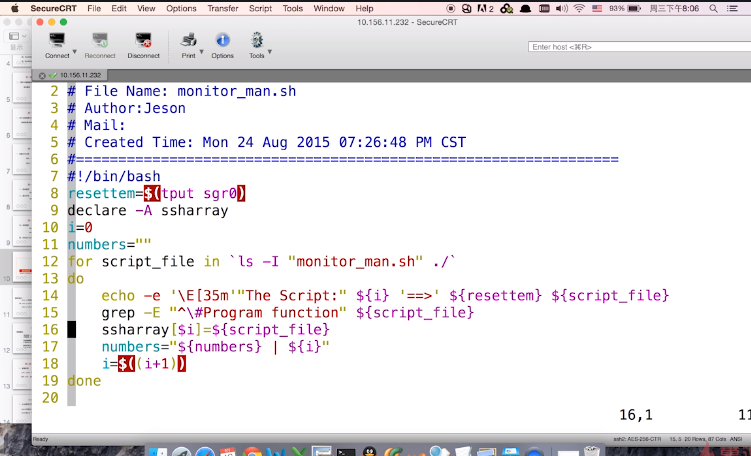 SecureCRT File Edit View Options Transfer Script Tools Window Help 93% 周三下午8:06
10.156.11.232 - SecureCRT
Connect Reconnect Disconnect Print Options Tools Enter host <⌘R>
10.156.11.232
2 # File Name: monitor_man.sh
3 # Author:Jeson
4 # Mail:
5 # Created Time: Mon 24 Aug 2015 07:26:48 PM CST
6 #=================================================================
7 #!/bin/bash
8 resettem=$(tput sgr0)
9 declare -A ssharray
10 i=0
11 numbers=""
12 for script_file in `ls -I "monitor_man.sh" ./`
13 do
14 echo -e '\E[35m'"The Script:" ${i} '==>' ${resettem} ${script_file}
15 grep -E "^\#Program function" ${script_file}
16 ssharray[$i]=${script_file}
17 numbers="${numbers} | ${i}"
18 i=$((i+1))
19 done
20
16,1 11
Ready ssh2: AES-256-CTR 15, 5 20 Rows, 87 Cols ANSI